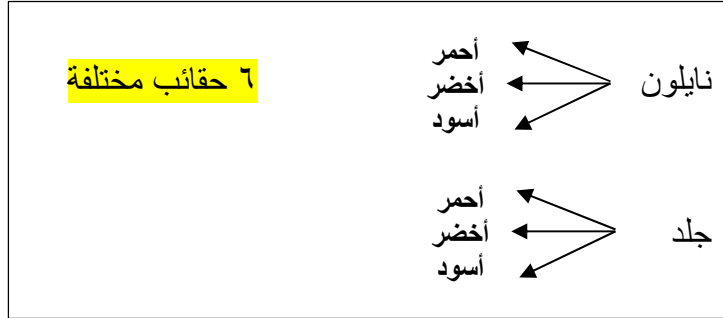 نايلون
أحمر
أخضر
أسود
٦ حقائب مختلفة
جلد
أحمر
أخضر
أسود